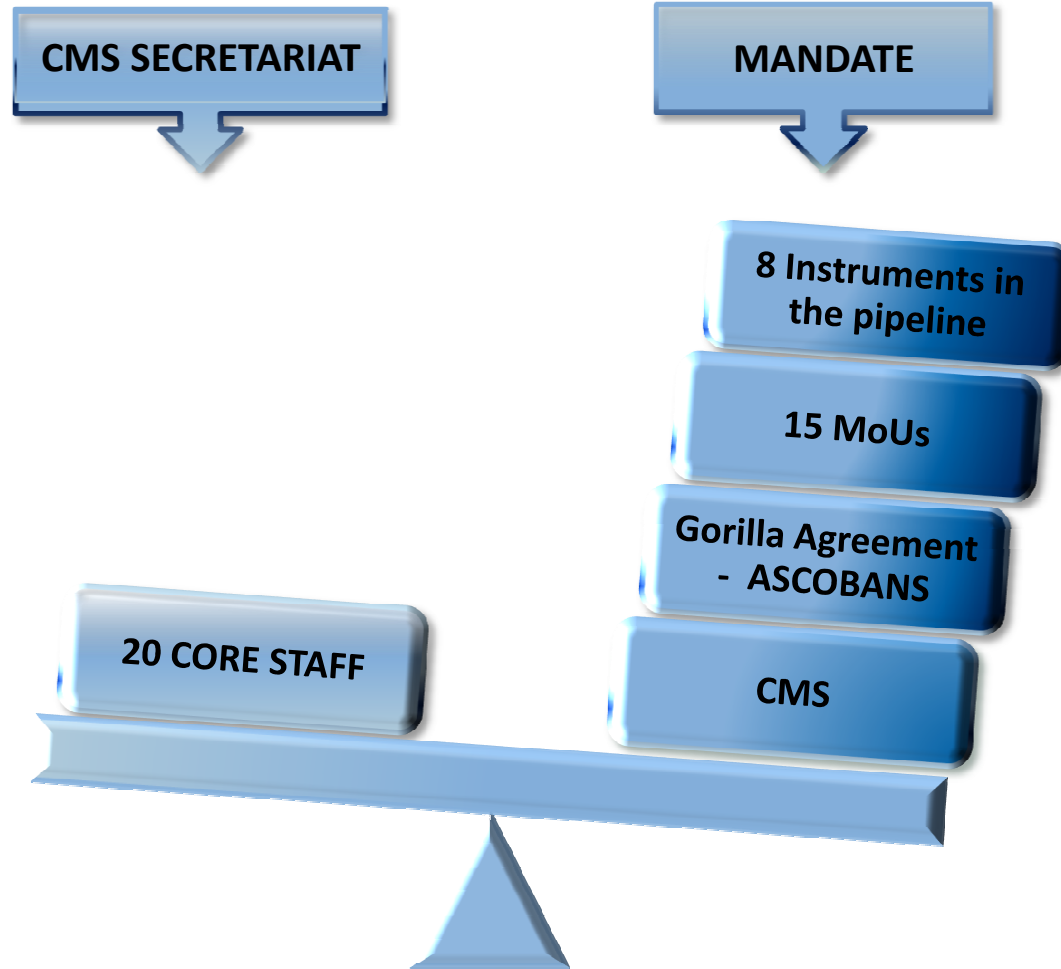 CMS SECRETARIAT
MANDATE
8 Instruments in
the pipeline
15 MoUs
Gorilla Agreement
- ASCOBANS
20 CORE STAFF
CMS